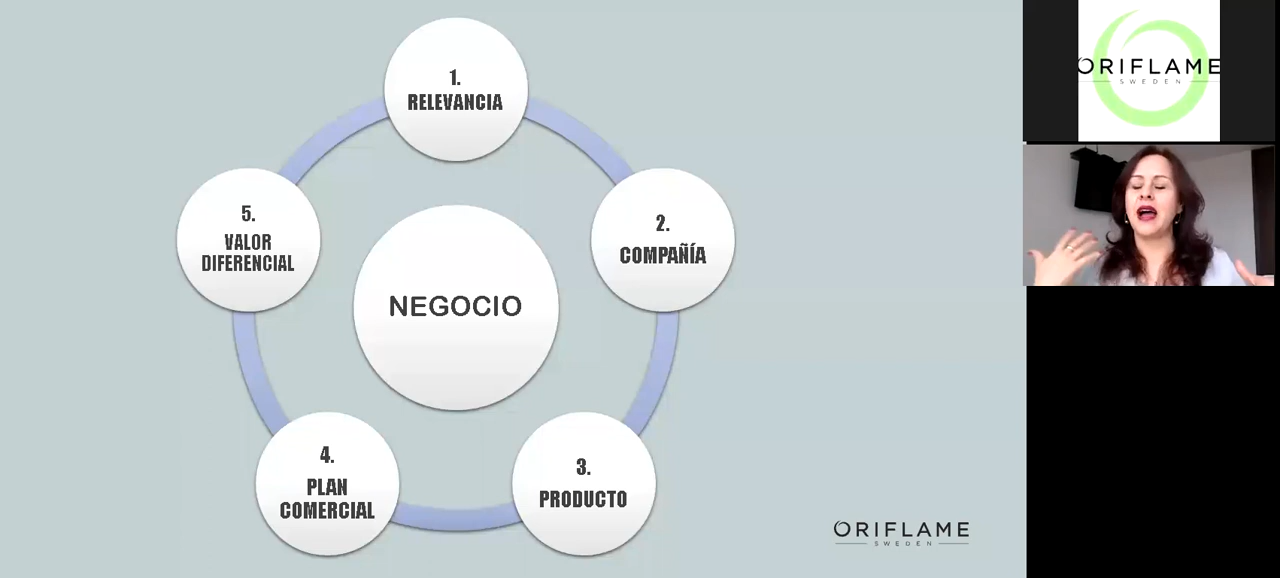 1.
RELEVANCIA
2.
COMPAÑÍA
3.
PRODUCTO
4.
PLAN
COMERCIAL
5.
VALOR
DIFERENCIAL
NEGOCIO
ORIFLAME
SWEDEN
ORIFLAME
SWEDEN